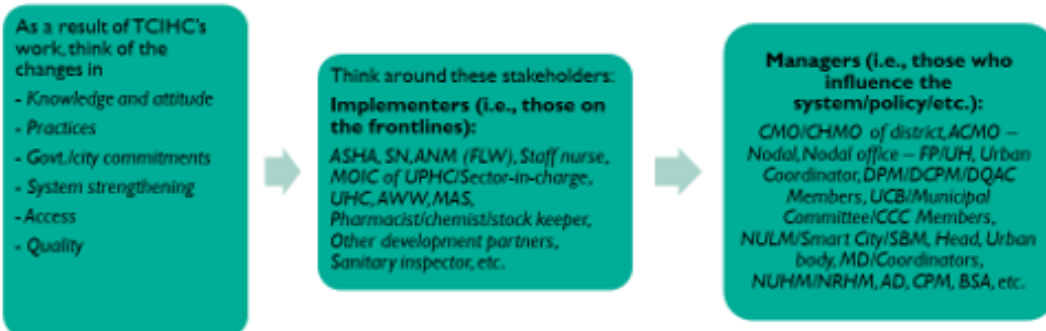 As a result of TCIHC's
work, think of the
changes in
- Knowledge and attitude
- Practices
- Govt./city commitments
- System strengthening
-Access
- Quality
Think around these stakeholders:
Implementers (i.e., those on
the frontlines):
ASHA, SN, ANM (FLW), Staff nurse,
MOIC of UPHC/Sector-in-charge,
UHC, AWW, MAS,
Pharmacist/chemist/stock keeper,
Other development partners,
Sanitary inspector, etc.
Managers (i.e., those who
influence the
system/policy/etc.):
CMO/CHMO of district, ACMO –
Nodal, Nodal office – FP/UH, Urban
Coordinator, DPM/DCPM/DQAC
Members, UCB/Municipal
Committee/CCC Members,
NULM/Smart City/SBM, Head, Urban
body, MD/Coordinators,
NUHM/NRHM, AD, CPM, BSA, etc.